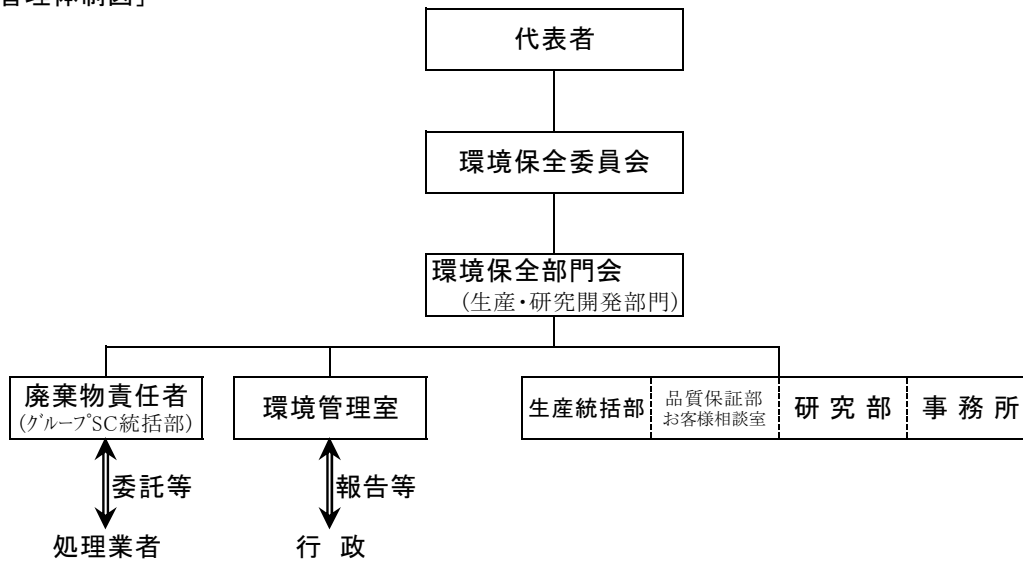 管理体制図」
代表者
環境保全委員会
環境保全部門会
(生産・研究開発部門)
廃棄物責任者
(グループSC統括部)
環境管理室
生産統括部
品質保証部
お客様相談室
研究部
事務所
委託等
報告等
処理業者
行 政